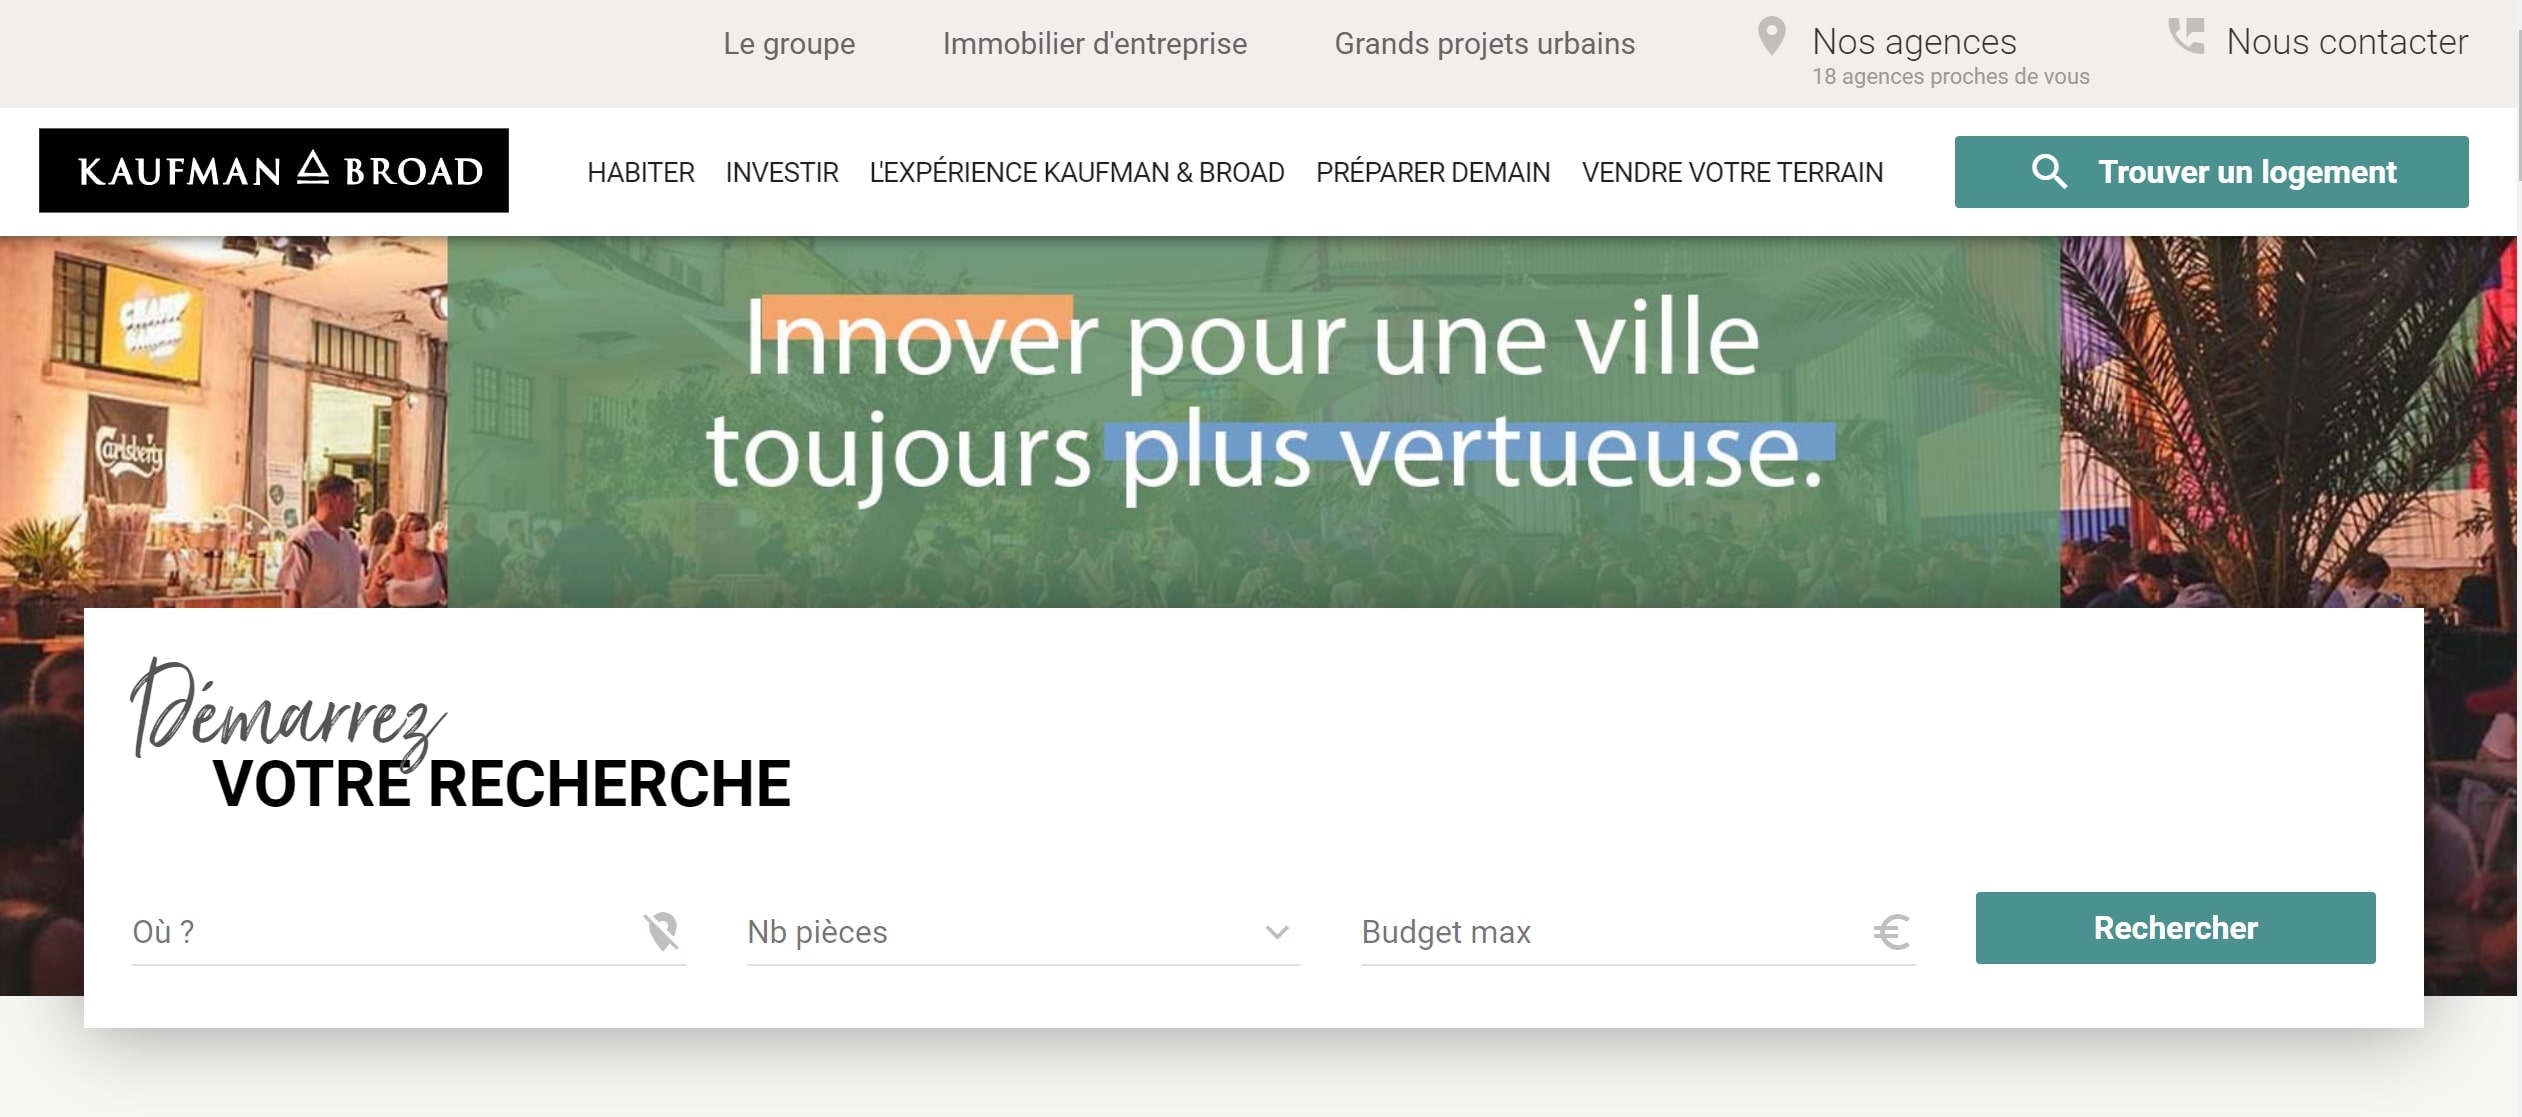 Le groupe
Immobilier d'entreprise
Grands projets urbains
Nos agences
18 agences proches de vous
Nous contacter
KAUFMAN BROAD
HABITER
INVESTIR
L'EXPÉRIENCE KAUFMAN & BROAD
PRÉPARER DEMAIN
VENDRE VOTRE TERRAIN
Trouver un logement
Carlsberg
Innover pour une ville
toujours plus vertueuse.
Démarrez
VOTRE RECHERCHE
Où ?
Nb pièces
Budget max
€
Rechercher